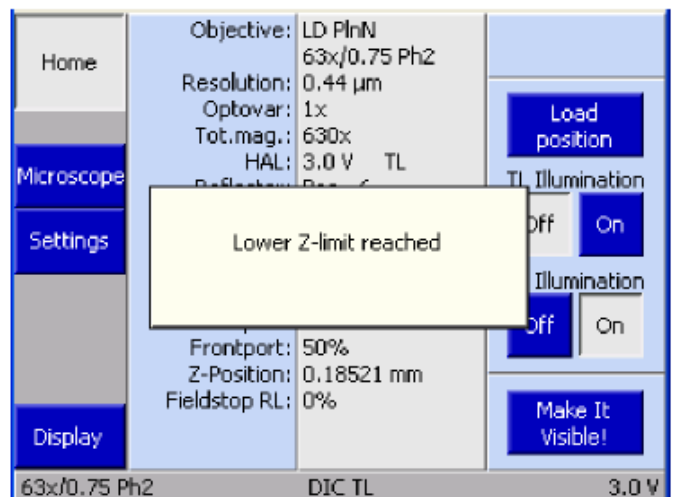 Home
Microscope
Settings
Display
Objective: LD PlnN
63x/0.75 Ph2
Resolution: 0.44 µm
Optovar: 1x
Tot.mag.: 630x
HAL: 3.0 V TL
Lower Z-limit reached
Frontport: 50%
Z-Position: 0.18521 mm
Fieldstop RL: 0%
Load
position
TL Illumination
Off On
Illumination
Off On
Make It
Visible!
63x/0.75 Ph2 DIC TL 3.0 V